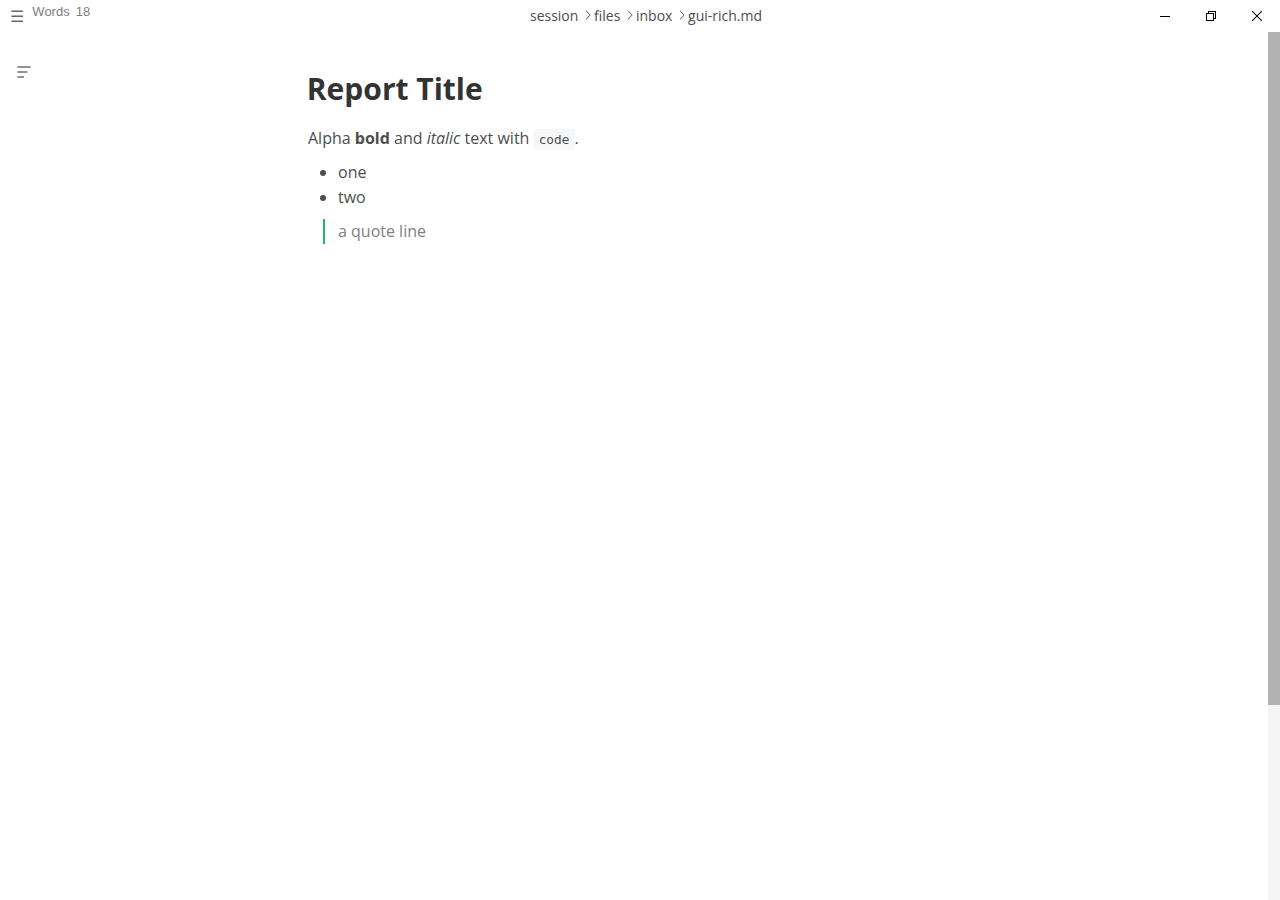 Words 18
session > files > inbox > gui-rich.md
Report Title
Alpha bold and italic text with code .
• one
• two
a quote line